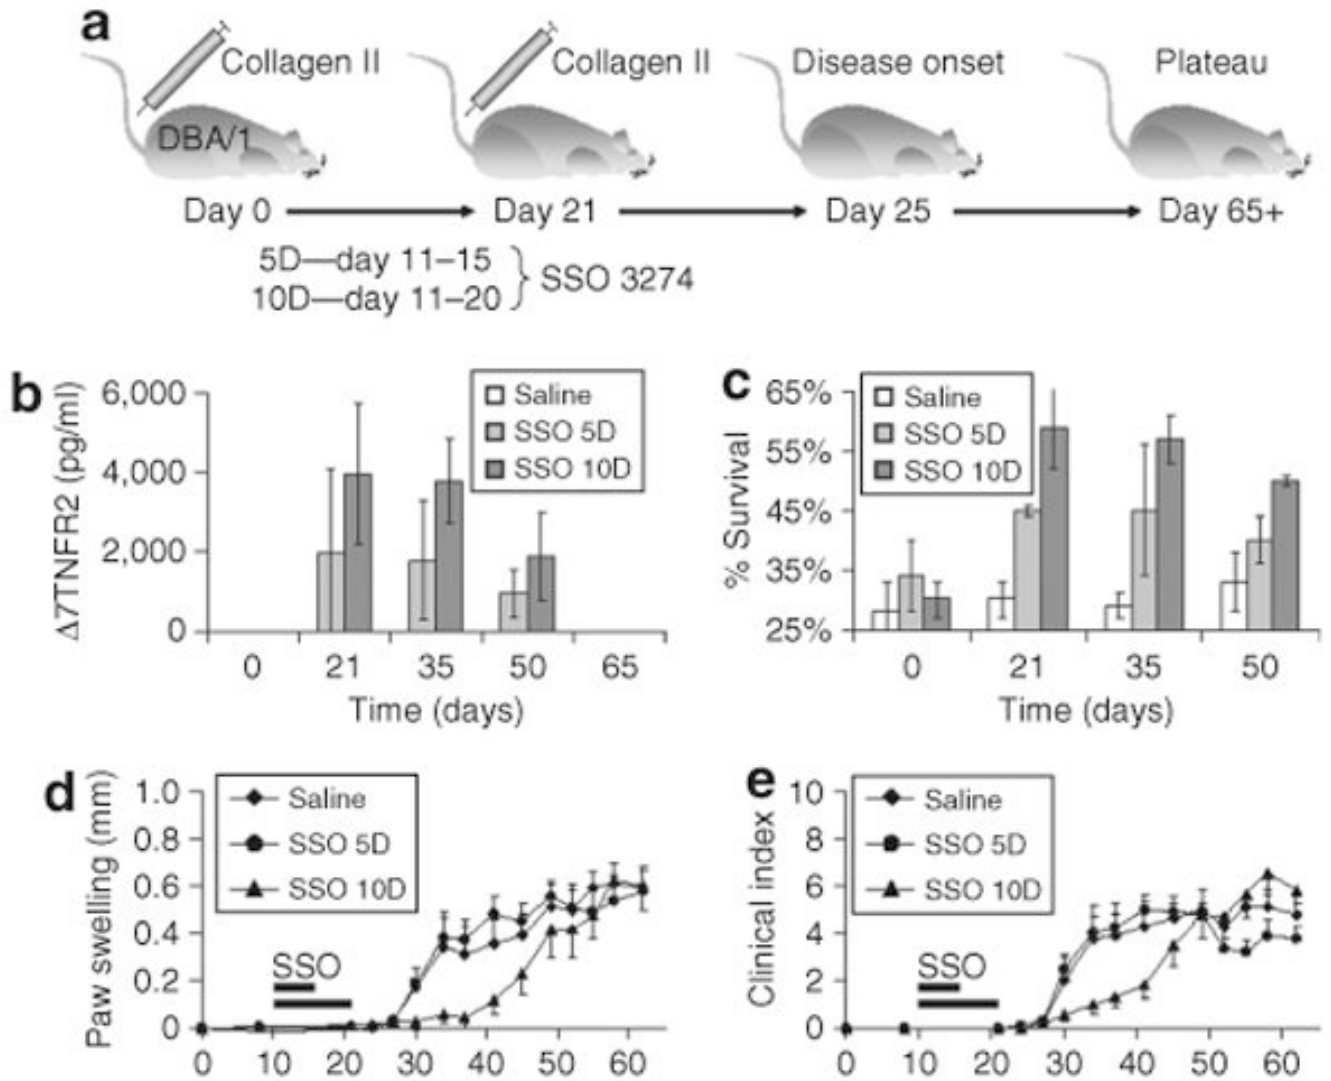 a
Collagen II Collagen II Disease onset Plateau
DBA/1
Day 0 Day 21 Day 25 Day 65+
5D—day 11–15
10D—day 11–20
SSO 3274
b
Δ7TNFR2 (pg/ml)
6,000
4,000
2,000
0
Saline
SSO 5D
SSO 10D
0 21 35 50 65
Time (days)
c
% Survival
65%
55%
45%
35%
25%
Saline
SSO 5D
SSO 10D
0 21 35 50
Time (days)
d
Paw swelling (mm)
1.0
0.8
0.6
0.4
0.2
0
Saline
SSO 5D
SSO 10D
SSO
0 10 20 30 40 50 60
e
Clinical index
10
8
6
4
2
0
Saline
SSO 5D
SSO 10D
SSO
0 10 20 30 40 50 60